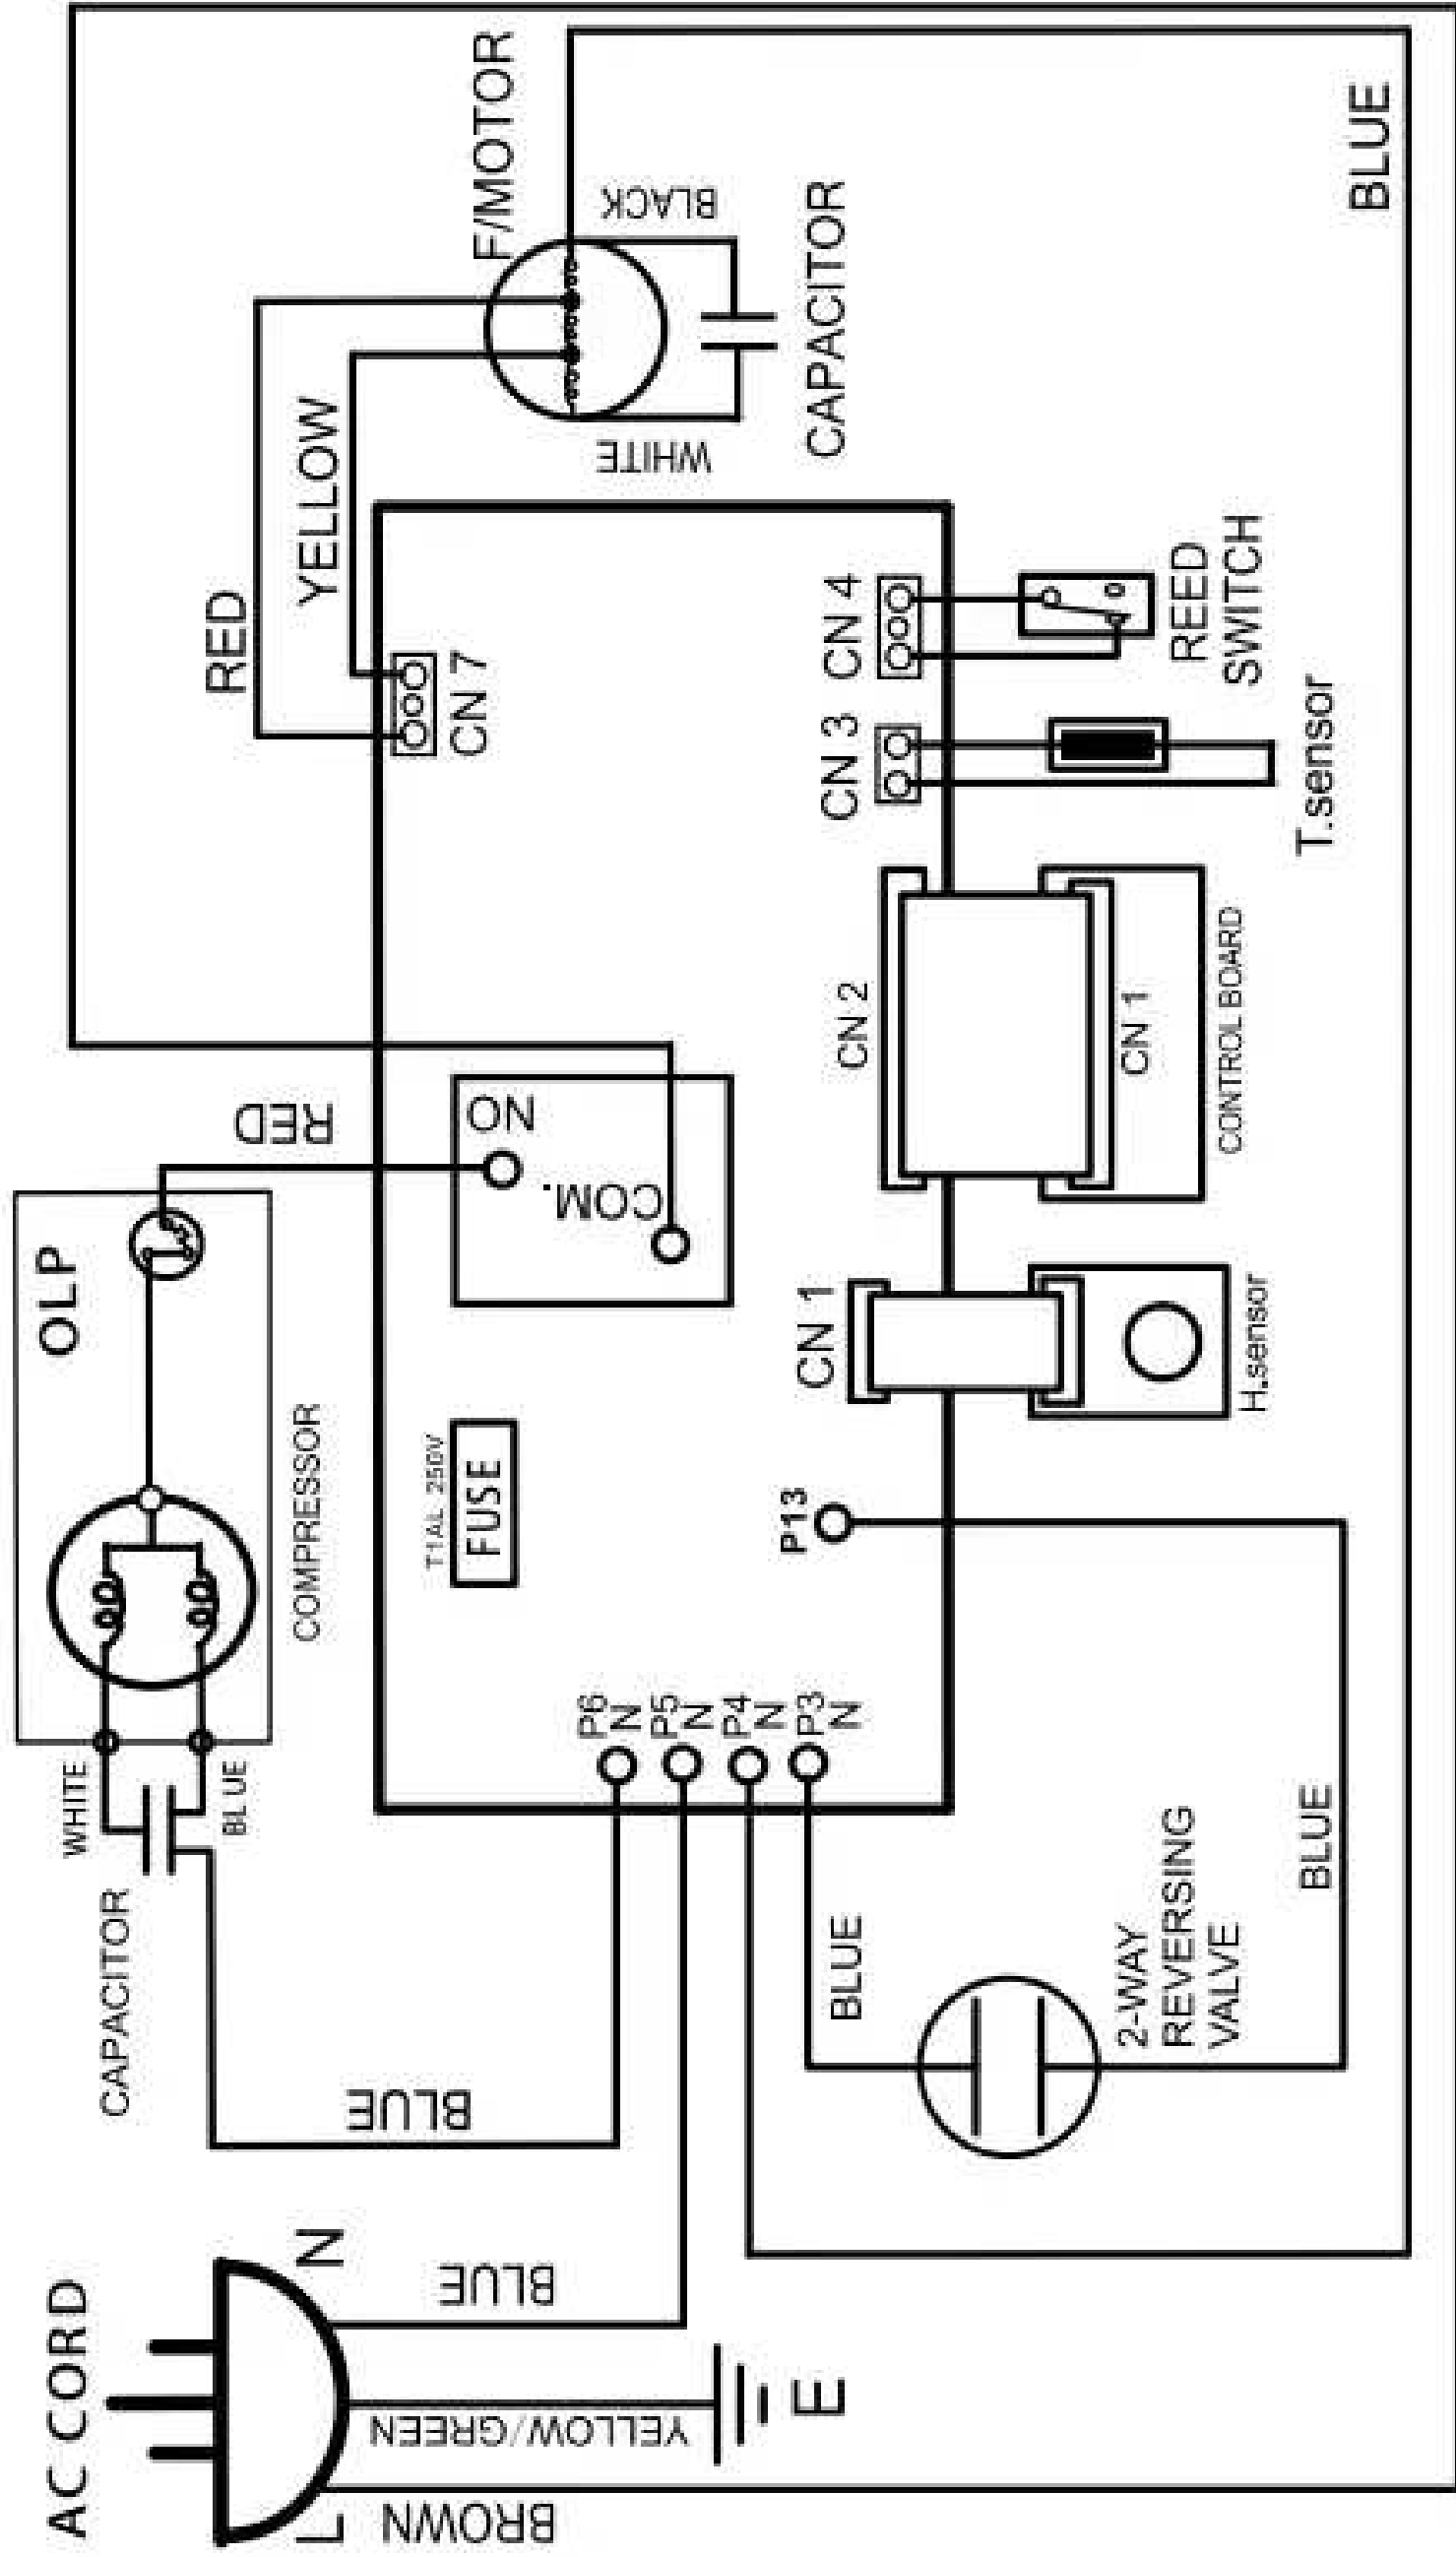 AC CORD
L
N
BROWN
YELLOW/GREEN
E
BLUE
BLUE
CAPACITOR
WHITE
BLUE
OLP
COMPRESSOR
RED
T1AL 250V
FUSE
NO
COM.
P6
N
P5
N
P4
N
P3
N
P13
BLUE
2-WAY
REVERSING
VALVE
BLUE
CN 1
H.sensor
CN 2
CN 1
CONTROL BOARD
CN 3
T.sensor
CN 4
REED
SWITCH
CN 7
RED
YELLOW
F/MOTOR
WHITE
BLACK
CAPACITOR
BLUE